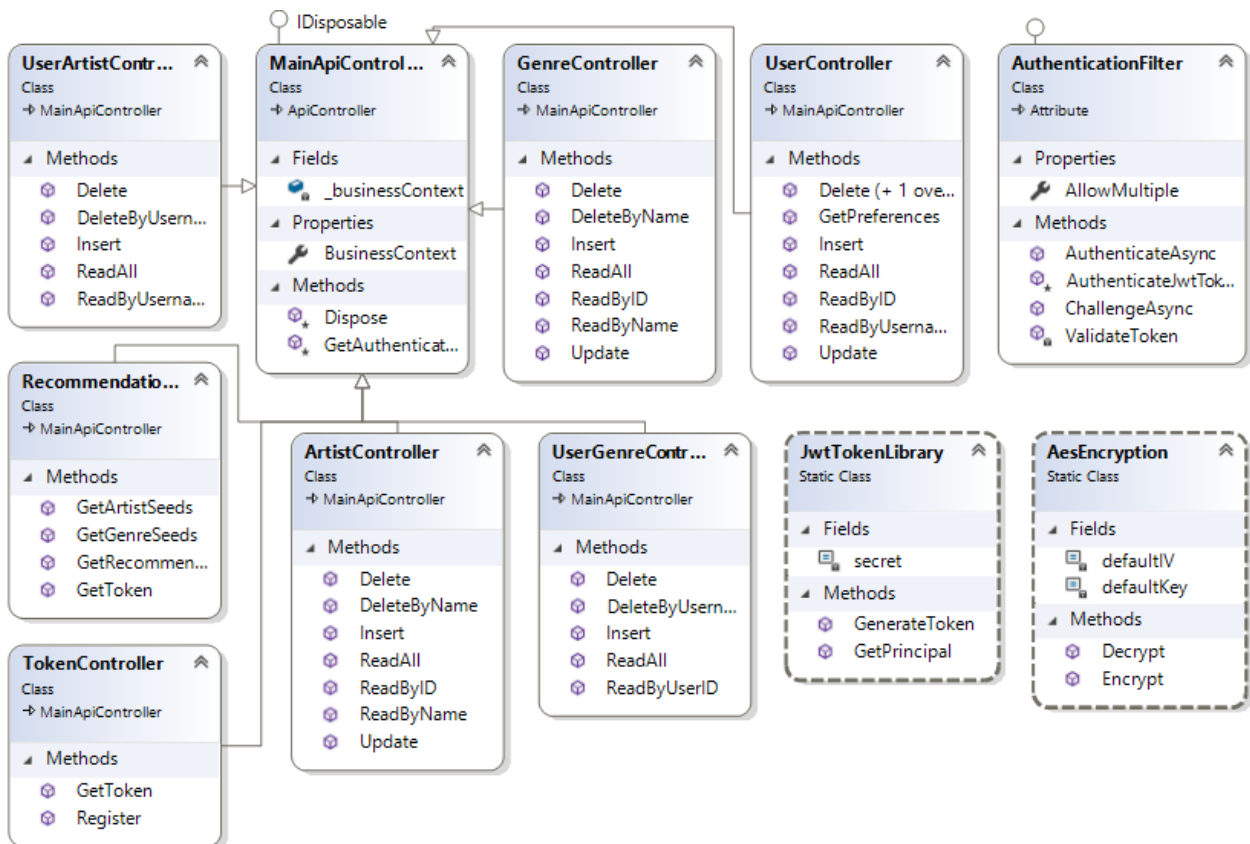 IDisposable
UserArtistContr...
Class
MainApiController
Methods
Delete
DeleteByUsern...
Insert
ReadAll
ReadByUserna...
MainApiControl...
Class
ApiController
Fields
_businessContext
Properties
BusinessContext
Methods
Dispose
GetAuthenticat...
GenreController
Class
MainApiController
Methods
Delete
DeleteByName
Insert
ReadAll
ReadByID
ReadByName
Update
UserController
Class
MainApiController
Methods
Delete (+ 1 ove...
GetPreferences
Insert
ReadAll
ReadByID
ReadByUserna...
Update
AuthenticationFilter
Class
Attribute
Properties
AllowMultiple
Methods
AuthenticateAsync
AuthenticateJwtTok...
ChallengeAsync
ValidateToken
Recommendatio...
Class
MainApiController
Methods
GetArtistSeeds
GetGenreSeeds
GetRecommen...
GetToken
ArtistController
Class
MainApiController
Methods
Delete
DeleteByName
Insert
ReadAll
ReadByID
ReadByName
Update
UserGenreContr...
Class
MainApiController
Methods
Delete
DeleteByUsern...
Insert
ReadAll
ReadByUserID
JwtTokenLibrary
Static Class
Fields
secret
Methods
GenerateToken
GetPrincipal
AesEncryption
Static Class
Fields
defaultIV
defaultKey
Methods
Decrypt
Encrypt
TokenController
Class
MainApiController
Methods
GetToken
Register